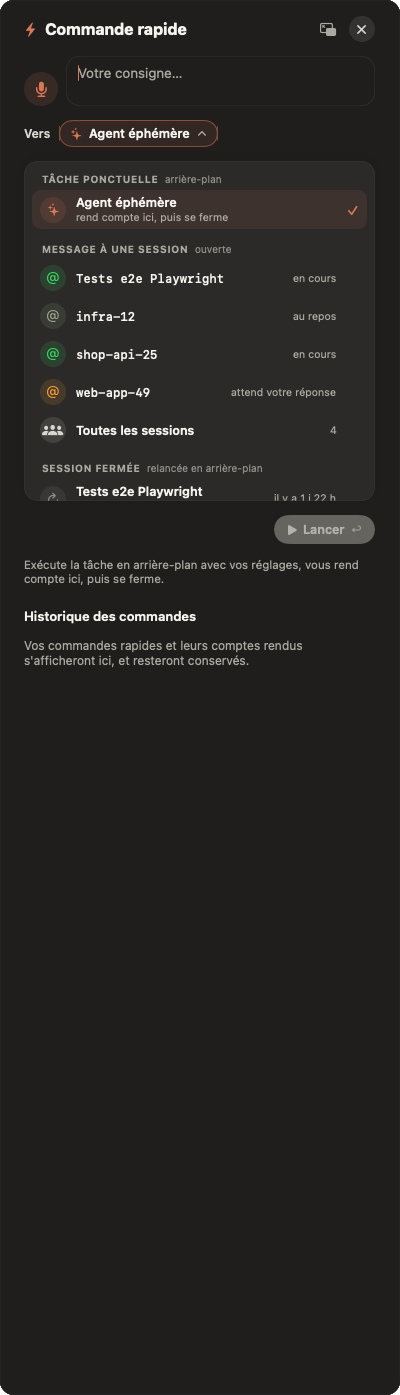 Commande rapide
Votre consigne...
Vers Agent éphémère
TÂCHE PONCTUELLE arrière-plan
Agent éphémère
rend compte ici, puis se ferme
MESSAGE À UNE SESSION ouverte
@ Tests e2e Playwright en cours
@ infra-12 au repos
@ shop-api-25 en cours
@ web-app-49 attend votre réponse
Toutes les sessions 4
SESSION FERMÉE relancée en arrière-plan
Tests e2e Playwright il y a 1 j 22 h
Lancer ↩
Exécute la tâche en arrière-plan avec vos réglages, vous rend
compte ici, puis se ferme.
Historique des commandes
Vos commandes rapides et leurs comptes rendus
s'afficheront ici, et resteront conservés.